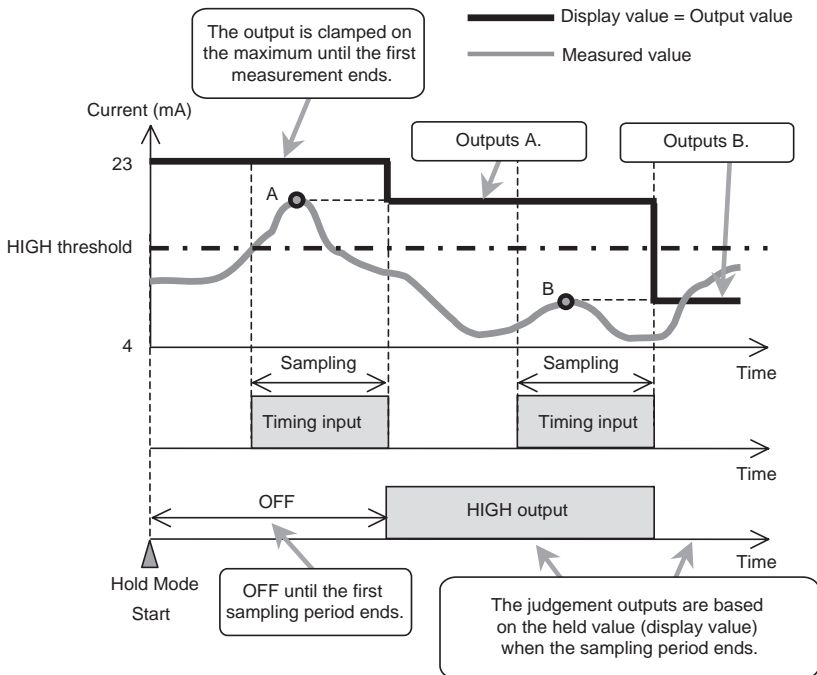 The output is clamped on
the maximum until the first
measurement ends.
Display value = Output value
Measured value
Current (mA)
Outputs A.
Outputs B.
23
A
HIGH threshold
B
4
Sampling
Sampling
Time
Timing input
Timing input
Time
OFF
HIGH output
Time
Hold Mode
Start
OFF until the first
sampling period ends.
The judgement outputs are based
on the held value (display value)
when the sampling period ends.